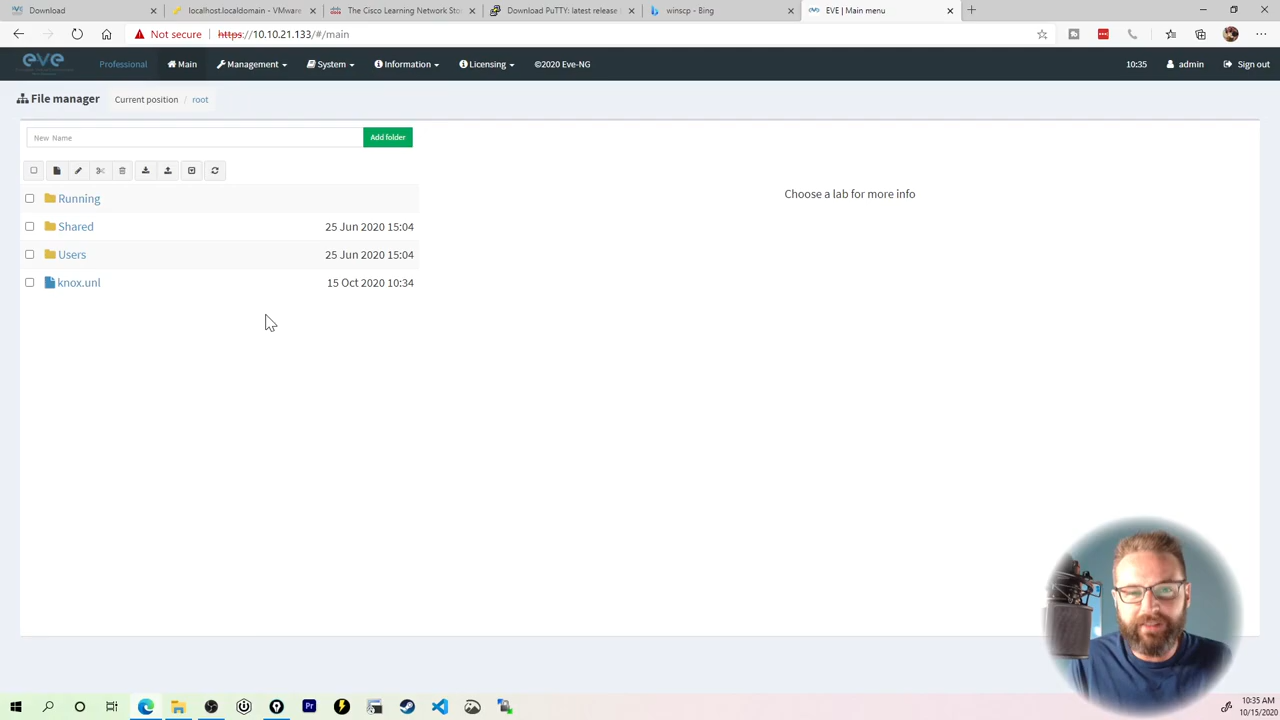 Download
localhost.localdomain - VMware
The Cisco Learning Network Sto
Download PuTTY: latest release
winscp - Bing
EVE | Main menu
Not secure
https://10.10.21.133/#/main
eve
Professional
Main
Management
System
Information
Licensing
©2020 Eve-NG
10:35
admin
Sign out
File manager
Current position / root
New Name
Add folder
Running
Choose a lab for more info
Shared 25 Jun 2020 15:04
Users 25 Jun 2020 15:04
knox.unl 15 Oct 2020 10:34
Pr
10:35 AM
10/15/2020